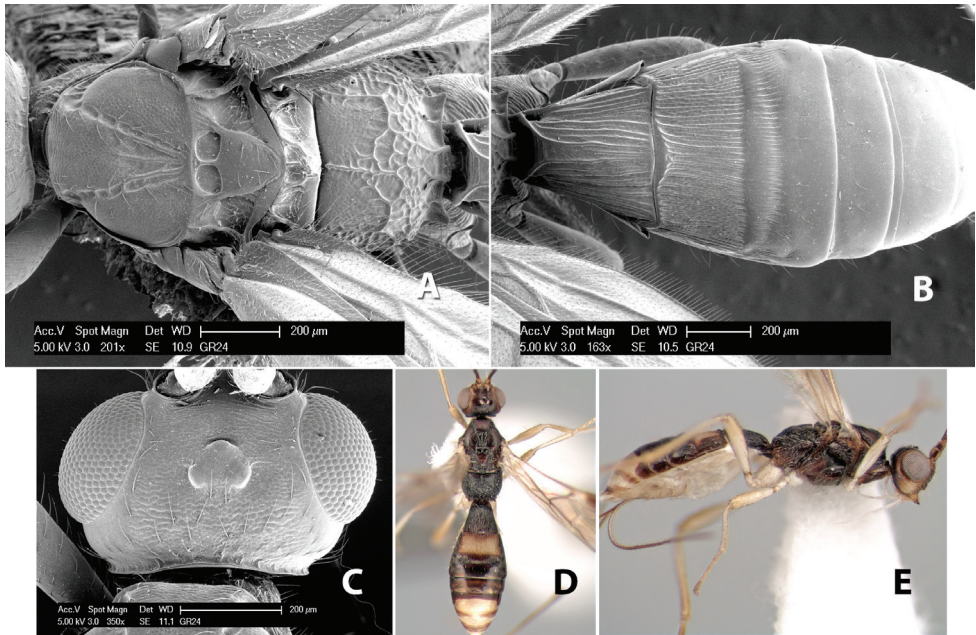 A
Acc.V Spot Magn Det WD 200 µm
5.00 kV 3.0 201x SE 10.9 GR24
B
Acc.V Spot Magn Det WD 200 µm
5.00 kV 3.0 163x SE 10.5 GR24
C
Acc.V Spot Magn Det WD 200 µm
5.00 kV 3.0 350x SE 11.1 GR24
D
E